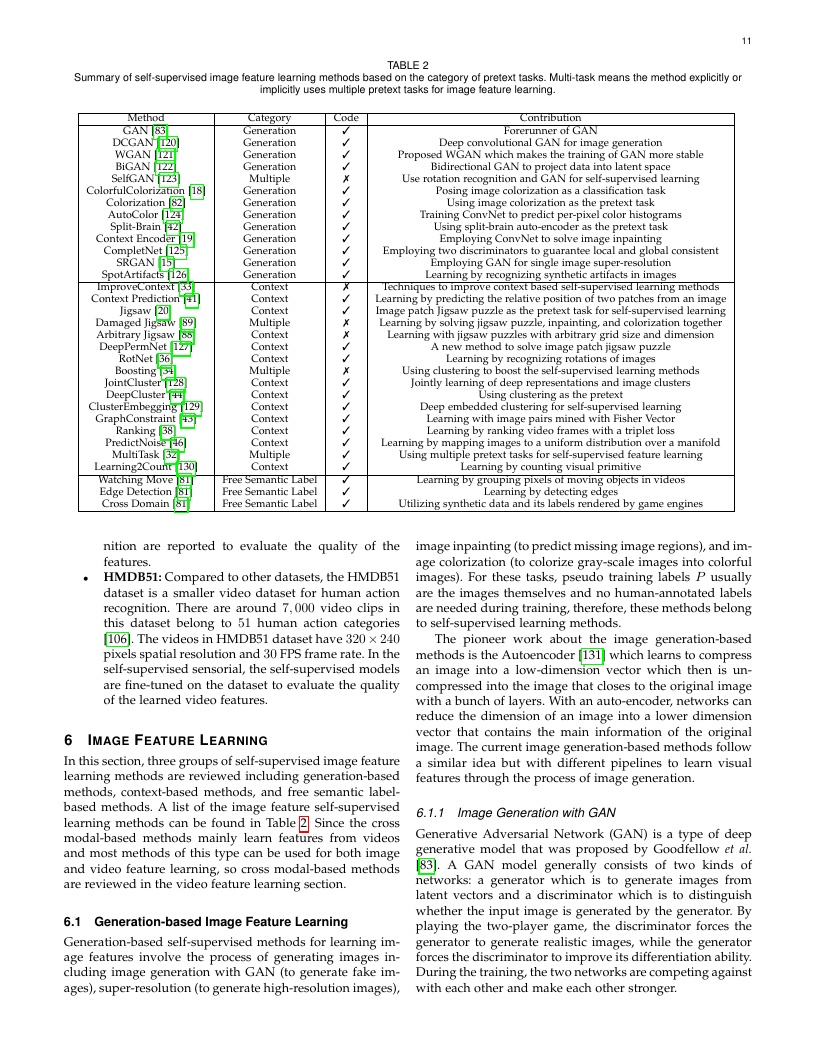 11
TABLE 2
Summary of self-supervised image feature learning methods based on the category of pretext tasks. Multi-task means the method explicitly or
implicitly uses multiple pretext tasks for image feature learning.
Method Category Code Contribution
GAN [83] Generation ✓ Forerunner of GAN
DCGAN [120] Generation ✓ Deep convolutional GAN for image generation
WGAN [121] Generation ✓ Proposed WGAN which makes the training of GAN more stable
BiGAN [122] Generation ✓ Bidirectional GAN to project data into latent space
SelfGAN [123] Multiple ✗ Use rotation recognition and GAN for self-supervised learning
ColorfulColorization [18] Generation ✓ Posing image colorization as a classification task
Colorization [82] Generation ✓ Using image colorization as the pretext task
AutoColor [124] Generation ✓ Training ConvNet to predict per-pixel color histograms
Split-Brain [42] Generation ✓ Using split-brain auto-encoder as the pretext task
Context Encoder [19] Generation ✓ Employing ConvNet to solve image inpainting
CompletNet [125] Generation ✓ Employing two discriminators to guarantee local and global consistent
SRGAN [15] Generation ✓ Employing GAN for single image super-resolution
SpotArtifacts [126] Generation ✓ Learning by recognizing synthetic artifacts in images
ImproveContext [33] Context ✗ Techniques to improve context based self-supervised learning methods
Context Prediction [41] Context ✓ Learning by predicting the relative position of two patches from an image
Jigsaw [20] Context ✓ Image patch Jigsaw puzzle as the pretext task for self-supervised learning
Damaged Jigsaw [89] Multiple ✗ Learning by solving jigsaw puzzle, inpainting, and colorization together
Arbitrary Jigsaw [88] Context ✗ Learning with jigsaw puzzles with arbitrary grid size and dimension
DeepPermNet [127] Context ✓ A new method to solve image patch jigsaw puzzle
RotNet [36] Context ✓ Learning by recognizing rotations of images
Boosting [34] Multiple ✗ Using clustering to boost the self-supervised learning methods
JointCluster [128] Context ✓ Jointly learning of deep representations and image clusters
DeepCluster [44] Context ✓ Using clustering as the pretext
ClusterEmbegging [129] Context ✓ Deep embedded clustering for self-supervised learning
GraphConstraint [43] Context ✓ Learning with image pairs mined with Fisher Vector
Ranking [38] Context ✓ Learning by ranking video frames with a triplet loss
PredictNoise [46] Context ✓ Learning by mapping images to a uniform distribution over a manifold
MultiTask [32] Multiple ✓ Using multiple pretext tasks for self-supervised feature learning
Learning2Count [130] Context ✓ Learning by counting visual primitive
Watching Move [81] Free Semantic Label ✓ Learning by grouping pixels of moving objects in videos
Edge Detection [81] Free Semantic Label ✓ Learning by detecting edges
Cross Domain [81] Free Semantic Label ✓ Utilizing synthetic data and its labels rendered by game engines
nition are reported to evaluate the quality of the
features.
• HMDB51: Compared to other datasets, the HMDB51
dataset is a smaller video dataset for human action
recognition. There are around 7,000 video clips in
this dataset belong to 51 human action categories
[106]. The videos in HMDB51 dataset have 320 × 240
pixels spatial resolution and 30 FPS frame rate. In the
self-supervised sensorial, the self-supervised models
are fine-tuned on the dataset to evaluate the quality
of the learned video features.
6 IMAGE FEATURE LEARNING
In this section, three groups of self-supervised image feature
learning methods are reviewed including generation-based
methods, context-based methods, and free semantic label-
based methods. A list of the image feature self-supervised
learning methods can be found in Table 2. Since the cross
modal-based methods mainly learn features from videos
and most methods of this type can be used for both image
and video feature learning, so cross modal-based methods
are reviewed in the video feature learning section.
6.1 Generation-based Image Feature Learning
Generation-based self-supervised methods for learning im-
age features involve the process of generating images in-
cluding image generation with GAN (to generate fake im-
ages), super-resolution (to generate high-resolution images),
image inpainting (to predict missing image regions), and im-
age colorization (to colorize gray-scale images into colorful
images). For these tasks, pseudo training labels P usually
are the images themselves and no human-annotated labels
are needed during training, therefore, these methods belong
to self-supervised learning methods.
The pioneer work about the image generation-based
methods is the Autoencoder [131] which learns to compress
an image into a low-dimension vector which then is un-
compressed into the image that closes to the original image
with a bunch of layers. With an auto-encoder, networks can
reduce the dimension of an image into a lower dimension
vector that contains the main information of the original
image. The current image generation-based methods follow
a similar idea but with different pipelines to learn visual
features through the process of image generation.
6.1.1 Image Generation with GAN
Generative Adversarial Network (GAN) is a type of deep
generative model that was proposed by Goodfellow et al.
[83]. A GAN model generally consists of two kinds of
networks: a generator which is to generate images from
latent vectors and a discriminator which is to distinguish
whether the input image is generated by the generator. By
playing the two-player game, the discriminator forces the
generator to generate realistic images, while the generator
forces the discriminator to improve its differentiation ability.
During the training, the two networks are competing against
with each other and make each other stronger.